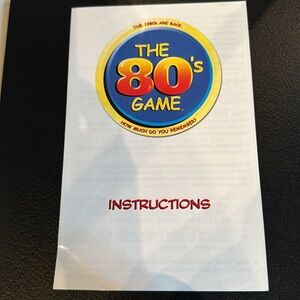 THE 1980s ARE BACK
THE
80's
GAME
HOW MUCH DO YOU REMEMBER?
INSTRUCTIONS